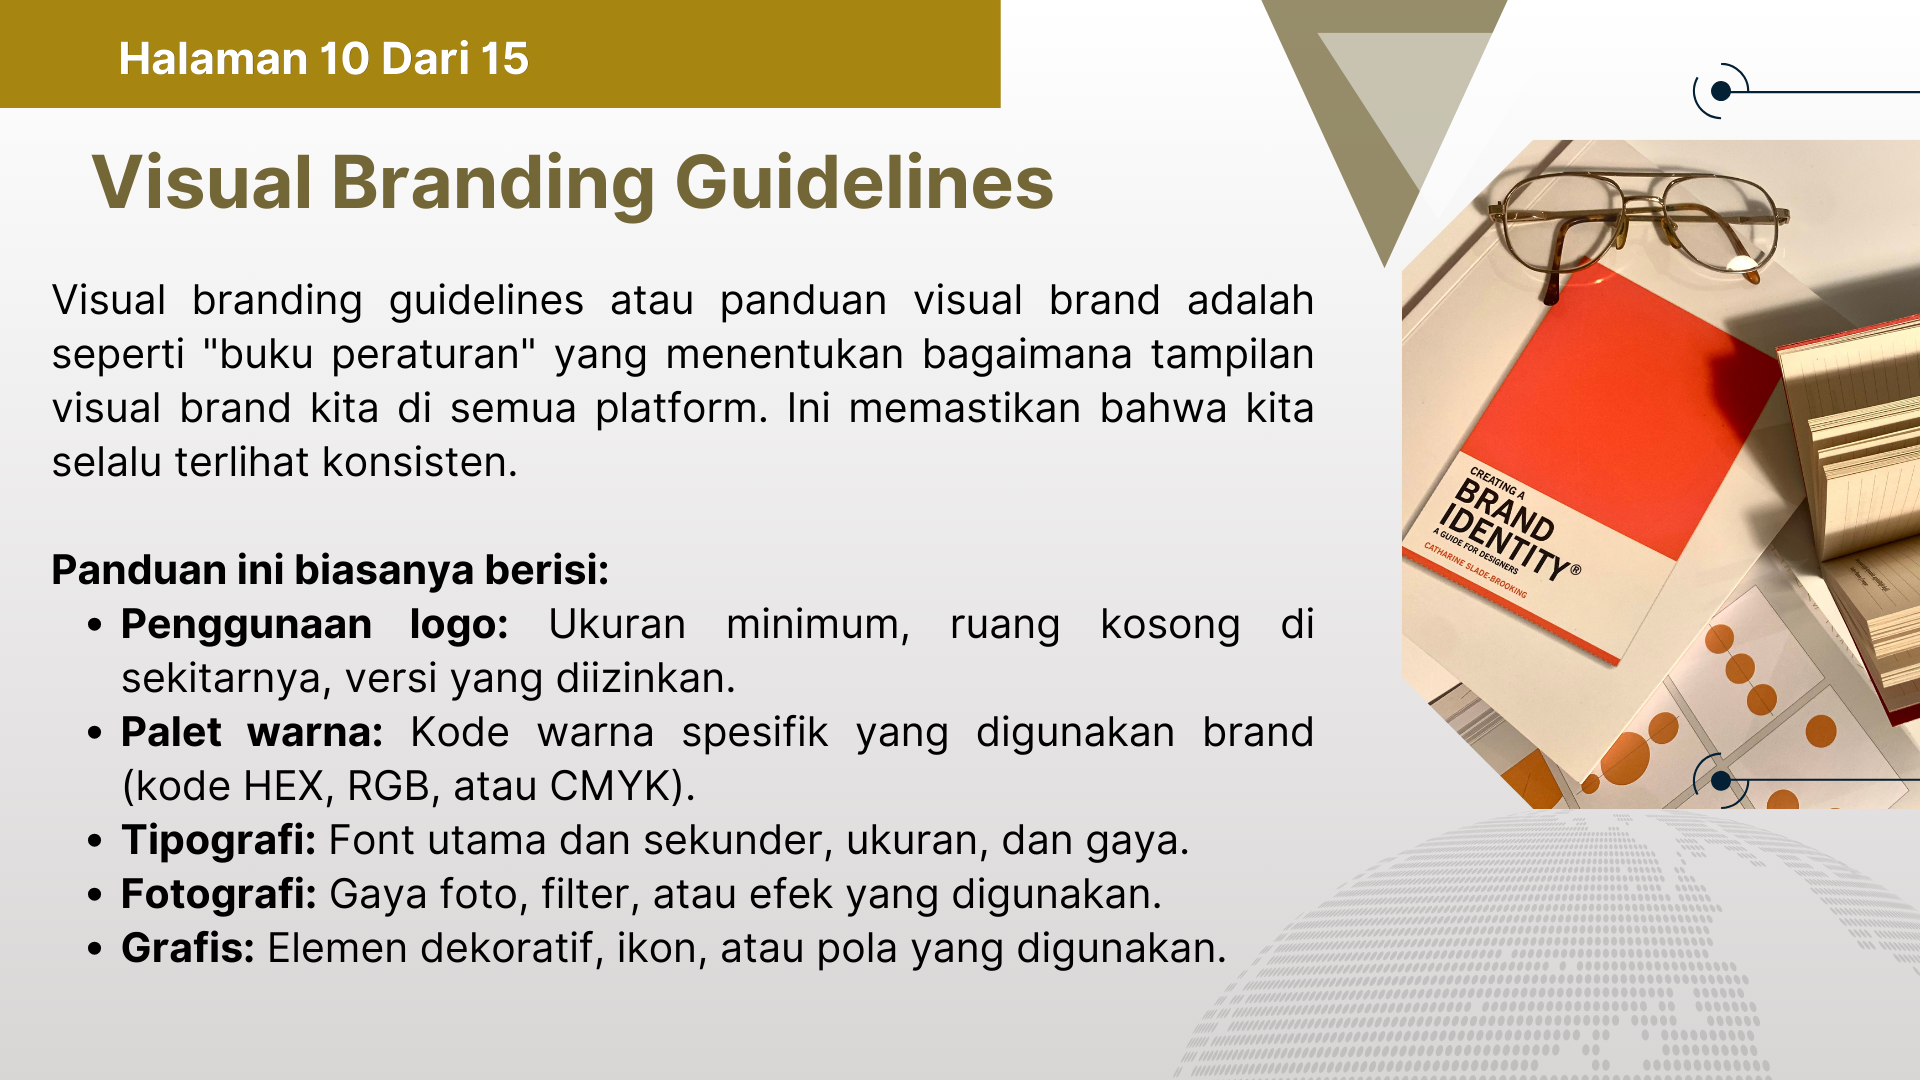 Halaman 10 Dari 15
Visual Branding Guidelines
Visual branding guidelines atau panduan visual brand adalah
seperti "buku peraturan" yang menentukan bagaimana tampilan
visual brand kita di semua platform. Ini memastikan bahwa kita
selalu terlihat konsisten.
Panduan ini biasanya berisi:
• Penggunaan logo: Ukuran minimum, ruang kosong di
sekitarnya, versi yang diizinkan.
• Palet warna: Kode warna spesifik yang digunakan brand
(kode HEX, RGB, atau CMYK).
• Tipografi: Font utama dan sekunder, ukuran, dan gaya.
• Fotografi: Gaya foto, filter, atau efek yang digunakan.
• Grafis: Elemen dekoratif, ikon, atau pola yang digunakan.
CREATING A
BRAND
IDENTITY®
A GUIDE FOR DESIGNERS
CATHARINE SLADE-BROOKING